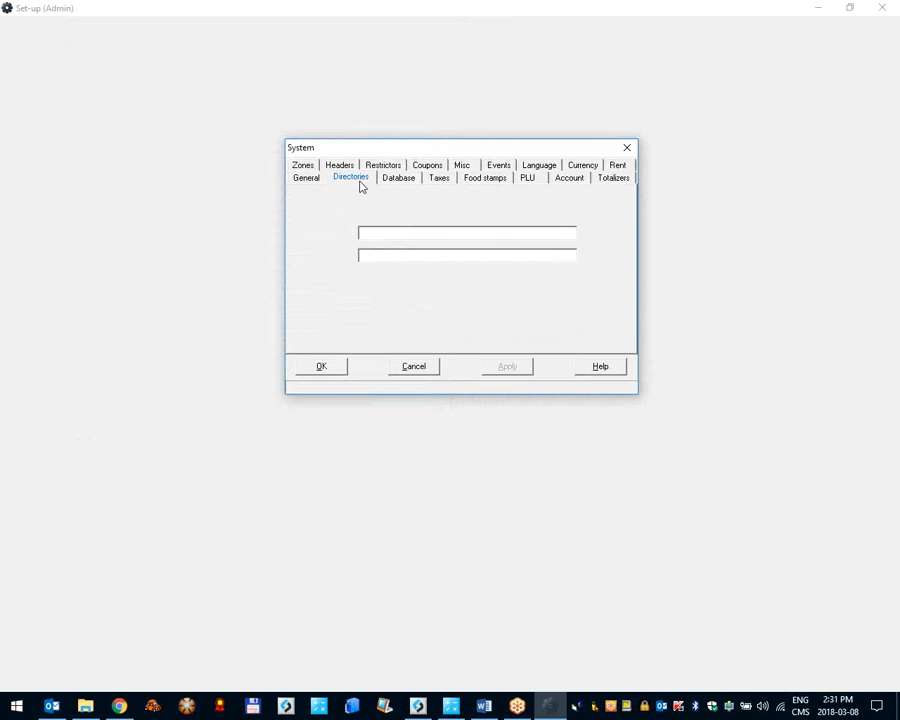 Set-up (Admin)
System
Zones Headers Restrictors Coupons Misc Events Language Currency Rent
General Directories Database Taxes Food stamps PLU Account Totalizers
OK Cancel Apply Help
ENG 2:31 PM
CMS 2018-03-08